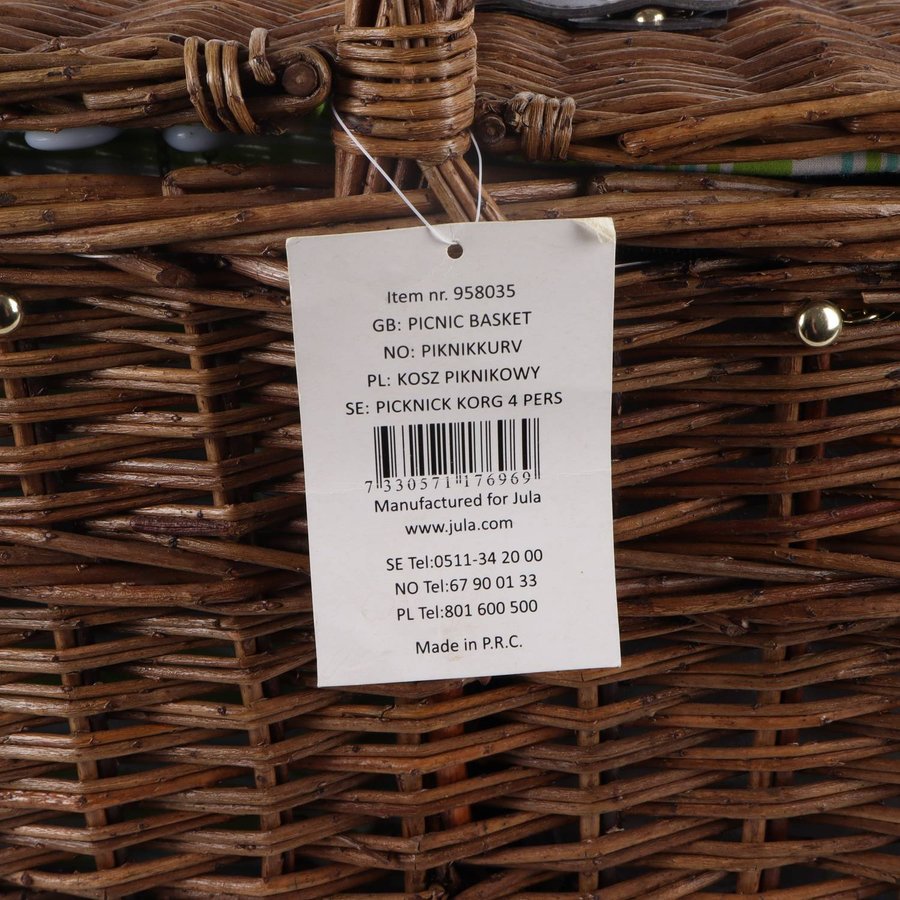 Item nr. 958035
GB: PICNIC BASKET
NO: PIKNIKKURV
PL: KOSZ PIKNIKOWY
SE: PICKNICK KORG 4 PERS
7 330571 176969
Manufactured for Jula
www.jula.com
SE Tel:0511-34 20 00
NO Tel:67 90 01 33
PL Tel:801 600 500
Made in P.R.C.